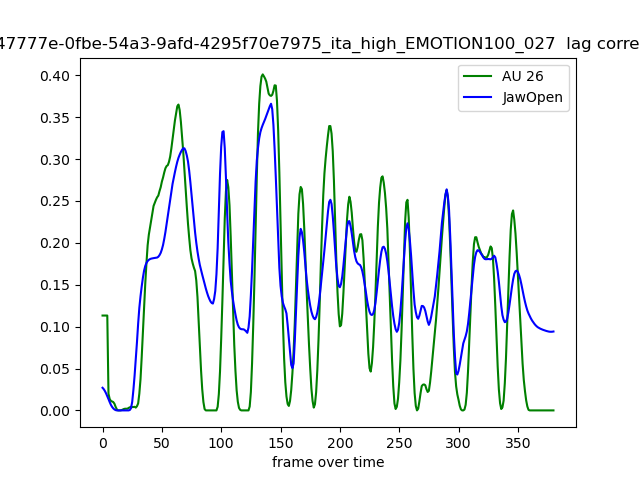 47777e-0fbe-54a3-9afd-4295f70e7975_ita_high_EMOTION100_027 lag corre
AU 26
JawOpen
0.40
0.35
0.30
0.25
0.20
0.15
0.10
0.05
0.00
0 50 100 150 200 250 300 350
frame over time